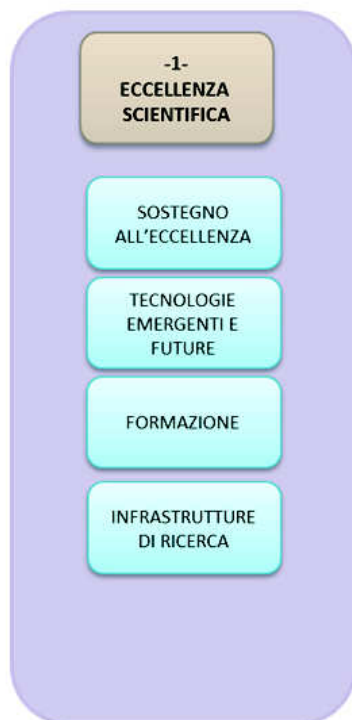 -1-
ECCELLENZA
SCIENTIFICA
SOSTEGNO
ALL'ECCELLENZA
TECNOLOGIE
EMERGENTI E
FUTURE
FORMAZIONE
INFRASTRUTTURE
DI RICERCA